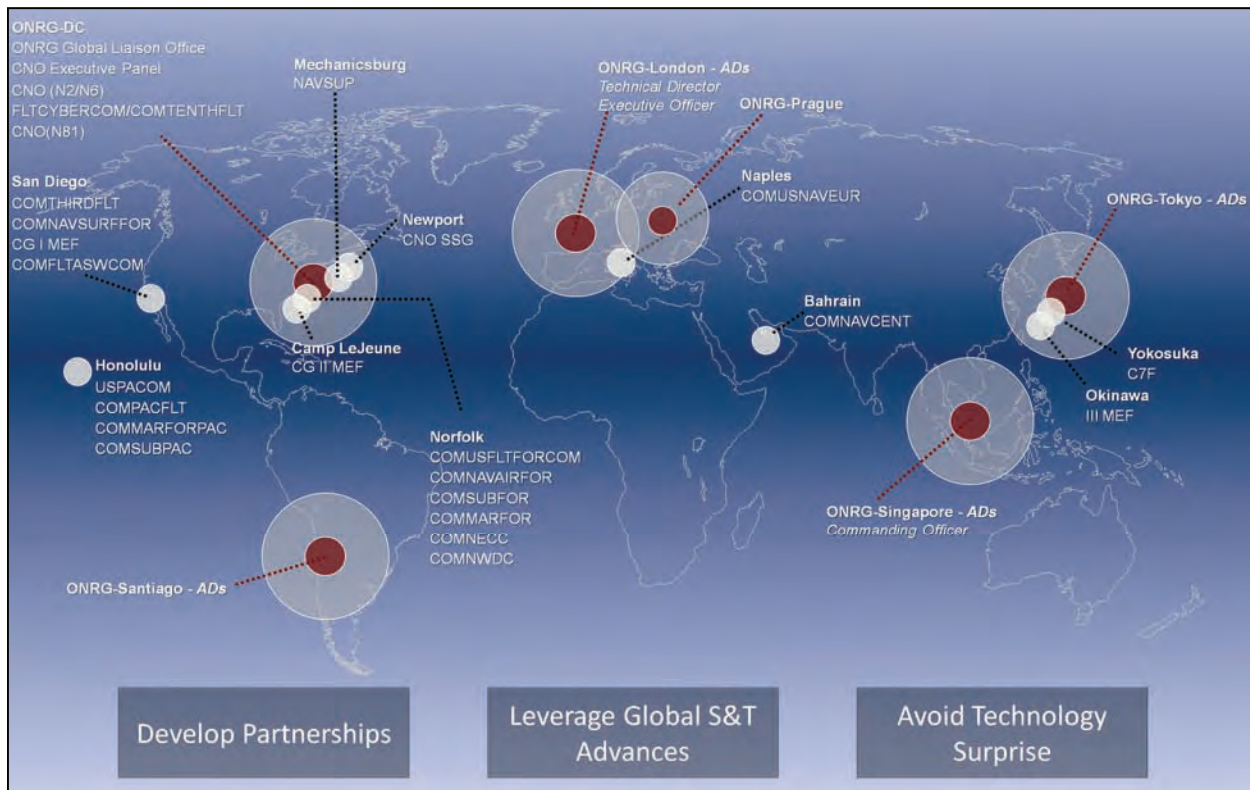 ONRG-DC
ONRG Global Liaison Office
CNO Executive Panel
CNO (N2/N6)
FLTCYBERCOM/COMTENTHFLT
CNO(N81)
Mechanicsburg
NAVSUP
ONRG-London - ADs
Technical Director
Executive Officer
ONRG-Prague
San Diego
COMTHIRDFLT
COMNAVSURFFOR
CG I MEF
COMFLTASWCOM
Newport
CNO SSG
Naples
COMUSNAVEUR
ONRG-Tokyo - ADs
Bahrain
COMNAVCENT
Camp LeJeune
CG II MEF
Honolulu
USPACOM
COMPACFLT
COMMARFORPAC
COMSUBPAC
Yokosuka
C7F
Okinawa
III MEF
Norfolk
COMUSFLTFORCOM
COMNAVAIRFOR
COMSUBFOR
COMMARFOR
COMNECC
COMNWDC
ONRG-Singapore - ADs
Commanding Officer
ONRG-Santiago - ADs
Develop Partnerships
Leverage Global S&T
Advances
Avoid Technology
Surprise